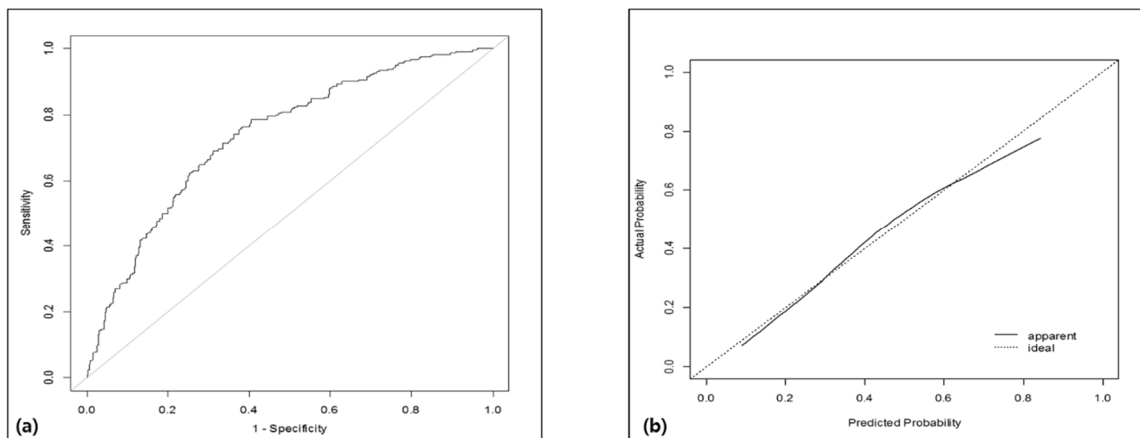 1.0
0.8
0.6
0.4
0.2
0.0
Sensitivity
0.0 0.2 0.4 0.6 0.8 1.0
1 - Specificity
(a)
1.0
0.8
0.6
0.4
0.2
0.0
Actual Probability
apparent
ideal
0.0 0.2 0.4 0.6 0.8 1.0
Predicted Probability
(b)